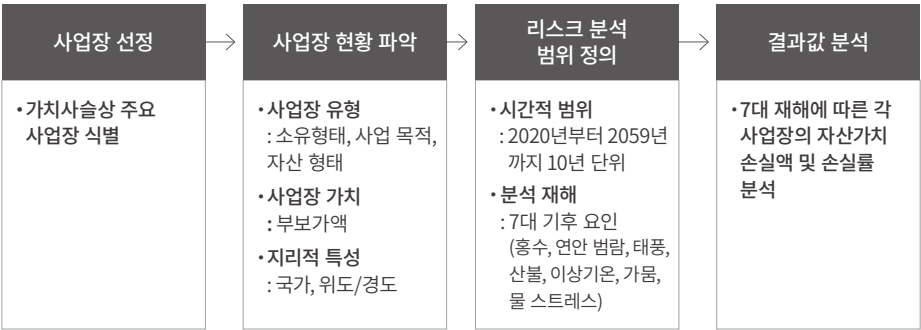 사업장 선정
·가치사슬상 주요
사업장 식별
사업장 현황 파악
·사업장 유형
: 소유형태, 사업 목적,
자산 형태
·사업장 가치
: 부보가액
·지리적 특성
: 국가, 위도/경도
리스크 분석
범위 정의
·시간적 범위
: 2020년부터 2059년
까지 10년 단위
·분석 재해
: 7대 기후 요인
(홍수, 연안 범람, 태풍,
산불, 이상기온, 가뭄,
물 스트레스)
결과값 분석
·7대 재해에 따른 각
사업장의 자산가치
손실액 및 손실률
분석